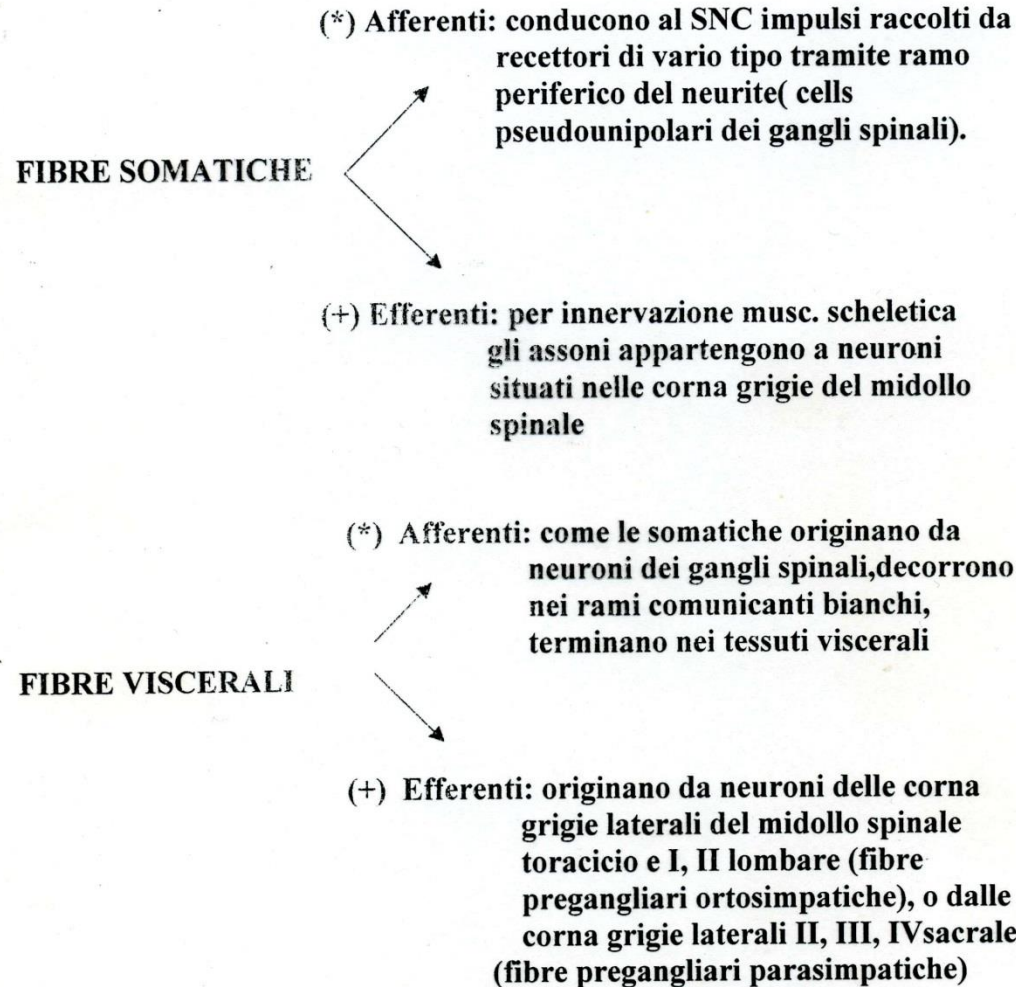 (*) Afferenti: conducono al SNC impulsi raccolti da
recettori di vario tipo tramite ramo
periferico del neurite( cells
pseudounipolari dei gangli spinali).
FIBRE SOMATICHE
(+) Efferenti: per innervazione musc. scheletica
gli assoni appartengono a neuroni
situati nelle corna grigie del midollo
spinale
(*) Afferenti: come le somatiche originano da
neuroni dei gangli spinali,decorrono
nei rami comunicanti bianchi,
terminano nei tessuti viscerali
FIBRE VISCERALI
(+) Efferenti: originano da neuroni delle corna
grigie laterali del midollo spinale
toracicio e I, II lombare (fibre
pregangliari ortosimpatiche), o dalle
corna grigie laterali II, III, IVsacrale
(fibre pregangliari parasimpatiche)